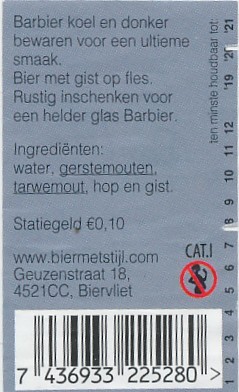 Barbier koel en donker
bewaren voor een ultieme
smaak.
Bier met gist op fles.
Rustig inschenken voor
een helder glas Barbier.
Ingrediënten:
water, gerstemouten,
tarwemout, hop en gist.
Statiegeld €0,10
www.biermetstijl.com
Geuzenstraat 18,
4521CC, Biervliet
CAT.I
7 436933 225280 >
ten minste houdbaar tot:
1 2 3 4 5 6 7 8 9 10 11 12 '19 '20 '21